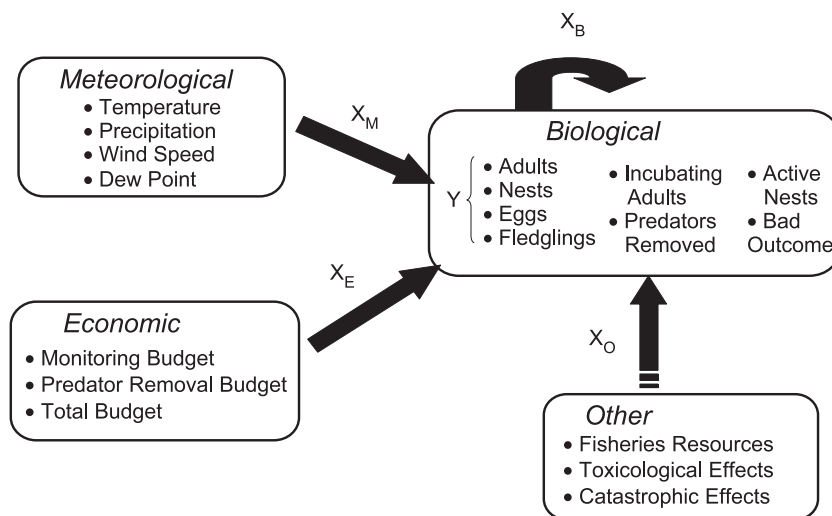 X_B
Meteorological
• Temperature
• Precipitation
• Wind Speed
• Dew Point
X_M
Biological
Y
• Adults
• Nests
• Eggs
• Fledglings
• Incubating
Adults
• Predators
Removed
• Active
Nests
• Bad
Outcome
X_E
Economic
• Monitoring Budget
• Predator Removal Budget
• Total Budget
X_O
Other
• Fisheries Resources
• Toxicological Effects
• Catastrophic Effects